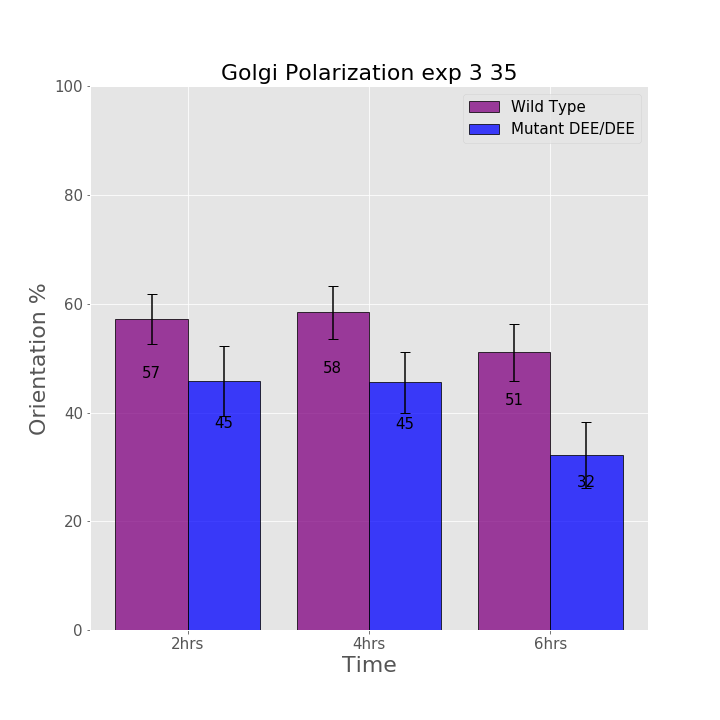 Golgi Polarization exp 3 35
Wild Type
Mutant DEE/DEE
Orientation %
100
80
60
40
20
0
57
45
58
45
51
32
2hrs
4hrs
6hrs
Time